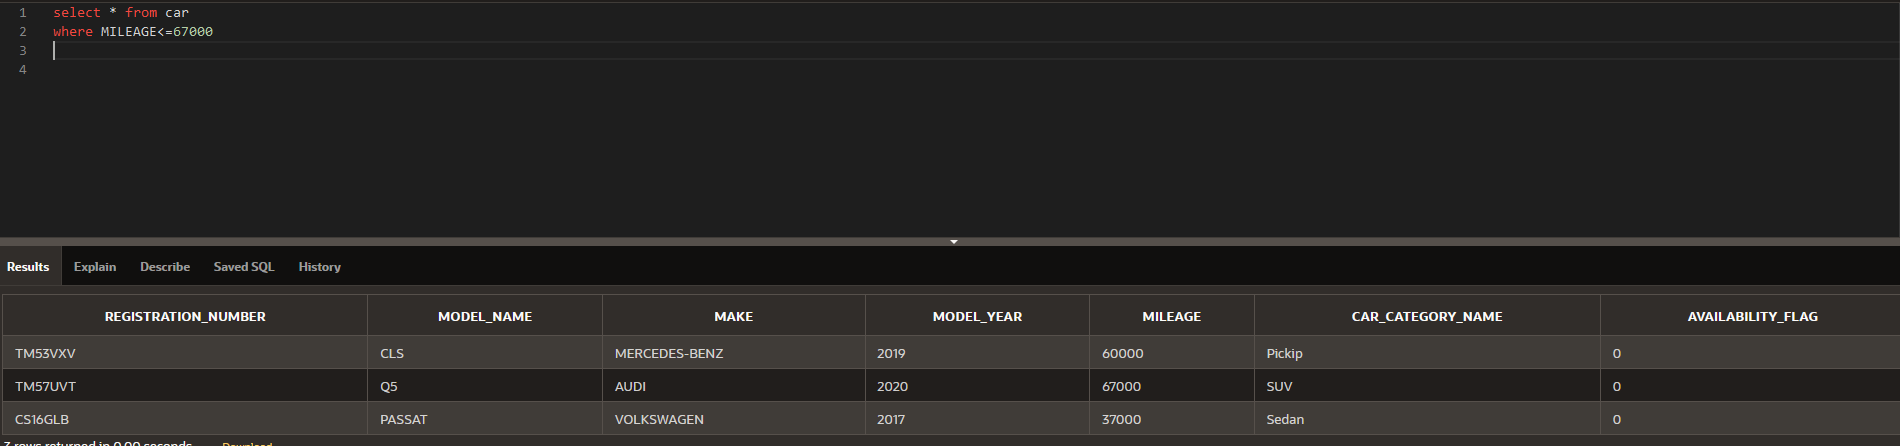 1 select * from car
2 where MILEAGE<=67000
3
4
Results Explain Describe Saved SQL History
REGISTRATION_NUMBER MODEL_NAME MAKE MODEL_YEAR MILEAGE CAR_CATEGORY_NAME AVAILABILITY_FLAG
TM53VXV CLS MERCEDES-BENZ 2019 60000 Pickip 0
TM57UVT Q5 AUDI 2020 67000 SUV 0
CS16GLB PASSAT VOLKSWAGEN 2017 37000 Sedan 0
3 rows returned in 0.00 seconds Download